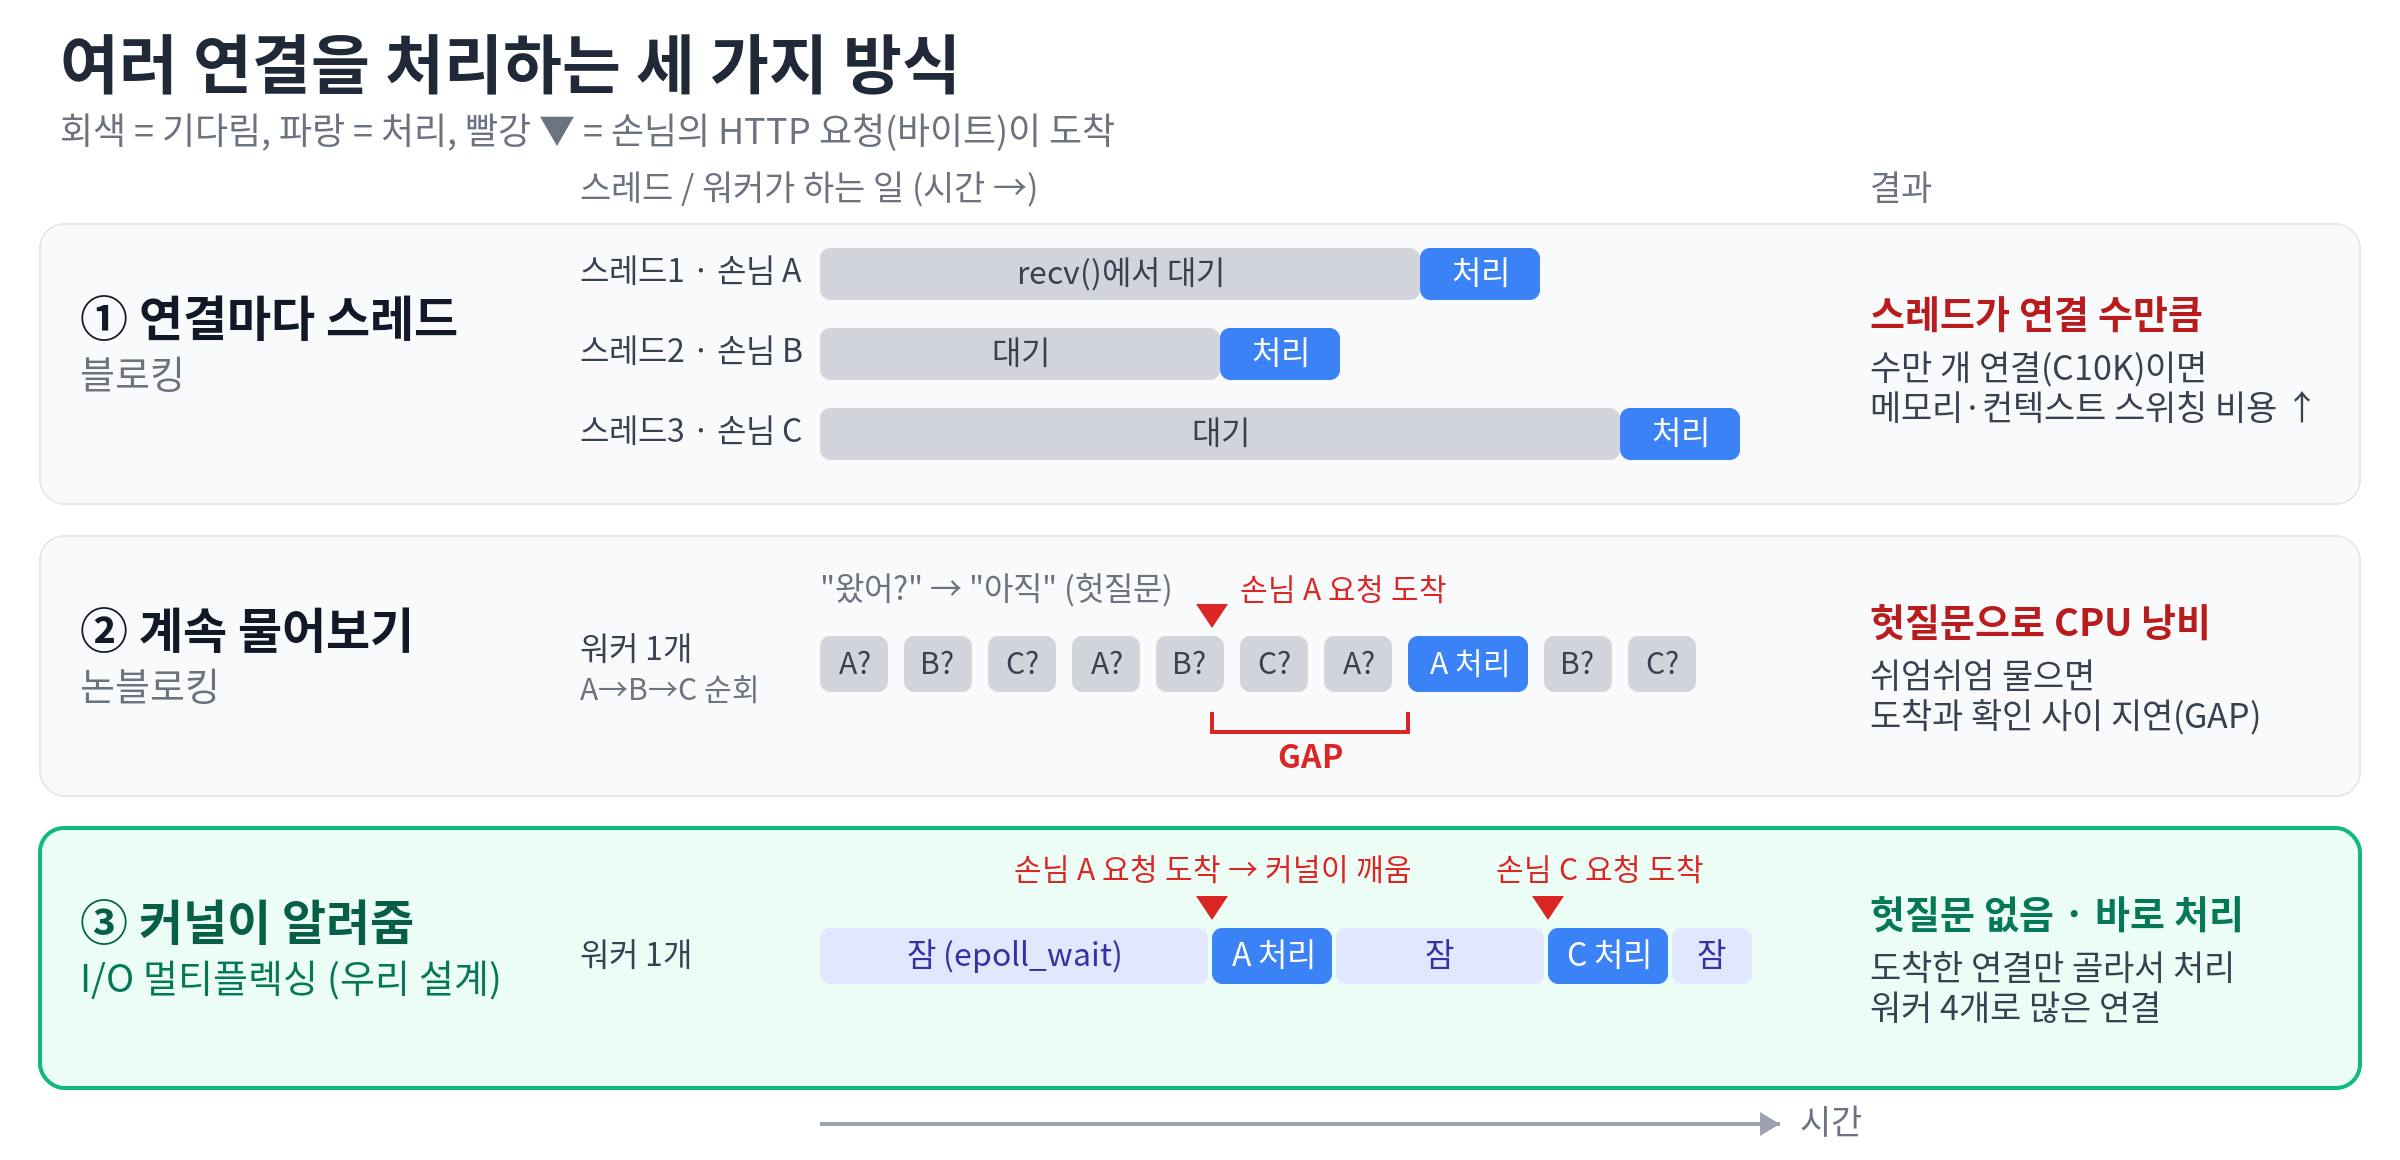 여러 연결을 처리하는 세 가지 방식
회색 = 기다림, 파랑 = 처리, 빨강 ▼ = 손님의 HTTP 요청(바이트)이 도착
스레드 / 워커가 하는 일 (시간 →)
결과
① 연결마다 스레드
블로킹
스레드1 · 손님 A
recv()에서 대기
처리
스레드2 · 손님 B
대기
처리
스레드3 · 손님 C
대기
처리
스레드가 연결 수만큼
수만 개 연결(C10K)이면
메모리·컨텍스트 스위칭 비용 ↑
② 계속 물어보기
논블로킹
워커 1개
A→B→C 순회
"왔어?" → "아직" (헛질문)
손님 A 요청 도착
A? B? C? A? B? C? A? A 처리 B? C?
GAP
헛질문으로 CPU 낭비
쉬엄쉬엄 물으면
도착과 확인 사이 지연(GAP)
③ 커널이 알려줌
I/O 멀티플렉싱 (우리 설계)
워커 1개
손님 A 요청 도착 → 커널이 깨움
손님 C 요청 도착
잠 (epoll_wait) A 처리 잠 C 처리 잠
헛질문 없음 · 바로 처리
도착한 연결만 골라서 처리
워커 4개로 많은 연결
시간